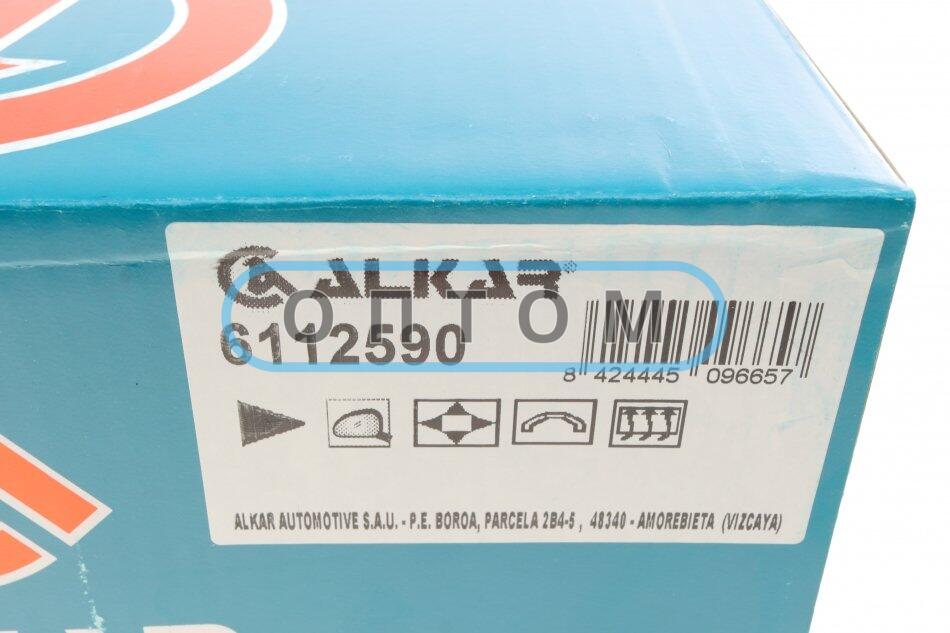 ALKAR®
ОПТОМ
6112590
8 424445 096657
ALKAR AUTOMOTIVE S.A.U. - P.E. BOROA, PARCELA 2B4-5 , 48340 - AMOREBIETA (VIZCAYA)